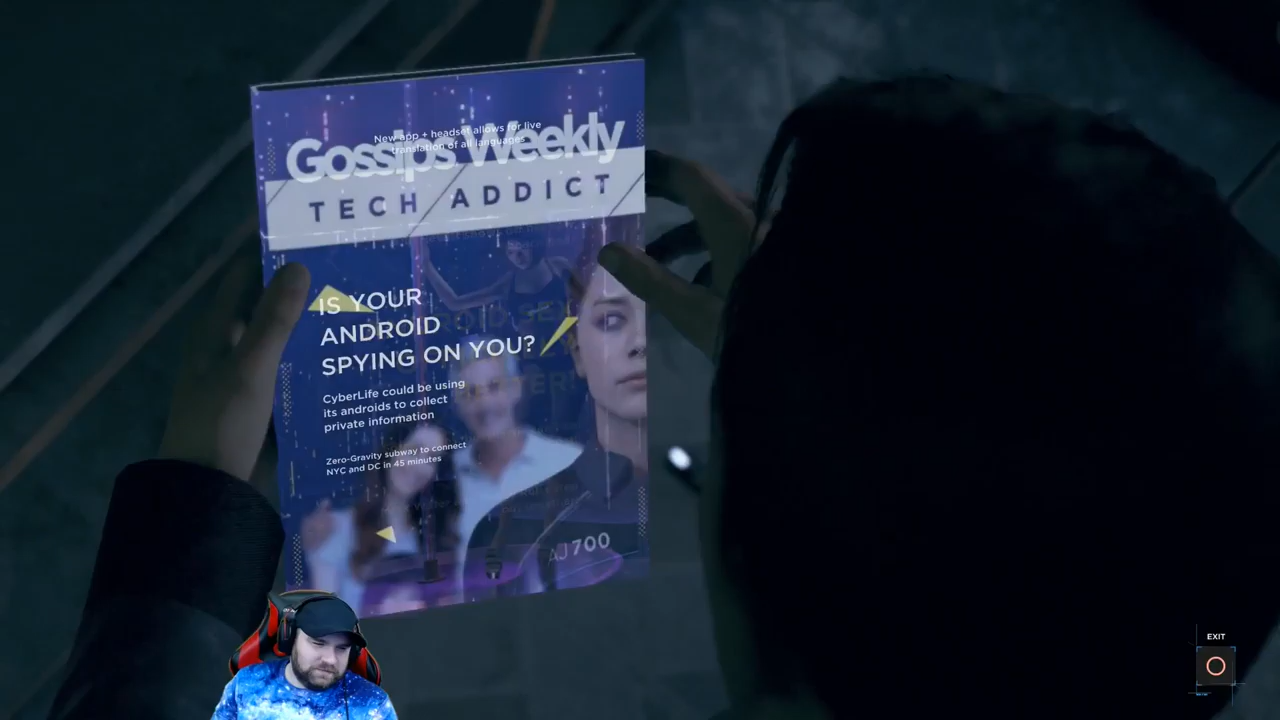 New app + headset allows for live
translation of all languages
Gossips Weekly
TECH ADDICT
IS YOUR
ANDROID
SPYING ON YOU?
CyberLife could be using
its androids to collect
private information
Zero-Gravity subway to connect
NYC and DC in 45 minutes
AJ700
EXIT